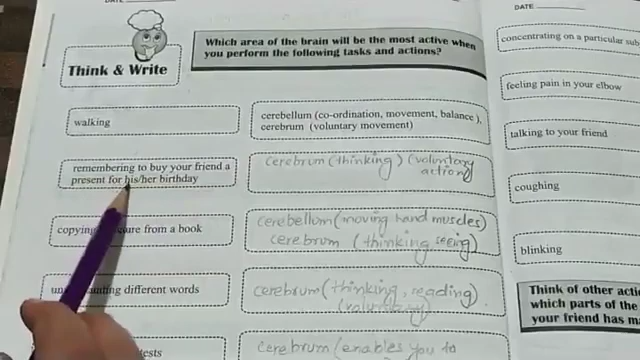 DATE
Think & Write
Which area of the brain will be the most active when
you perform the following tasks and actions?
walking
cerebellum (co-ordination, movement, balance),
cerebrum (voluntary movement)
remembering to buy your friend a
present for his/her birthday
cerebrum (thinking) (voluntary
action)
copying from a book
cerebellum (moving hand muscles)
cerebrum (thinking seeing)
different words
cerebrum (thinking, reading)
(voluntary)
tests
cerebrum (enables you to
DATE
concentrating on a particular
feeling pain in your elbow
talking to your friend
coughing
blinking
Think of other
which parts of the
your friend has